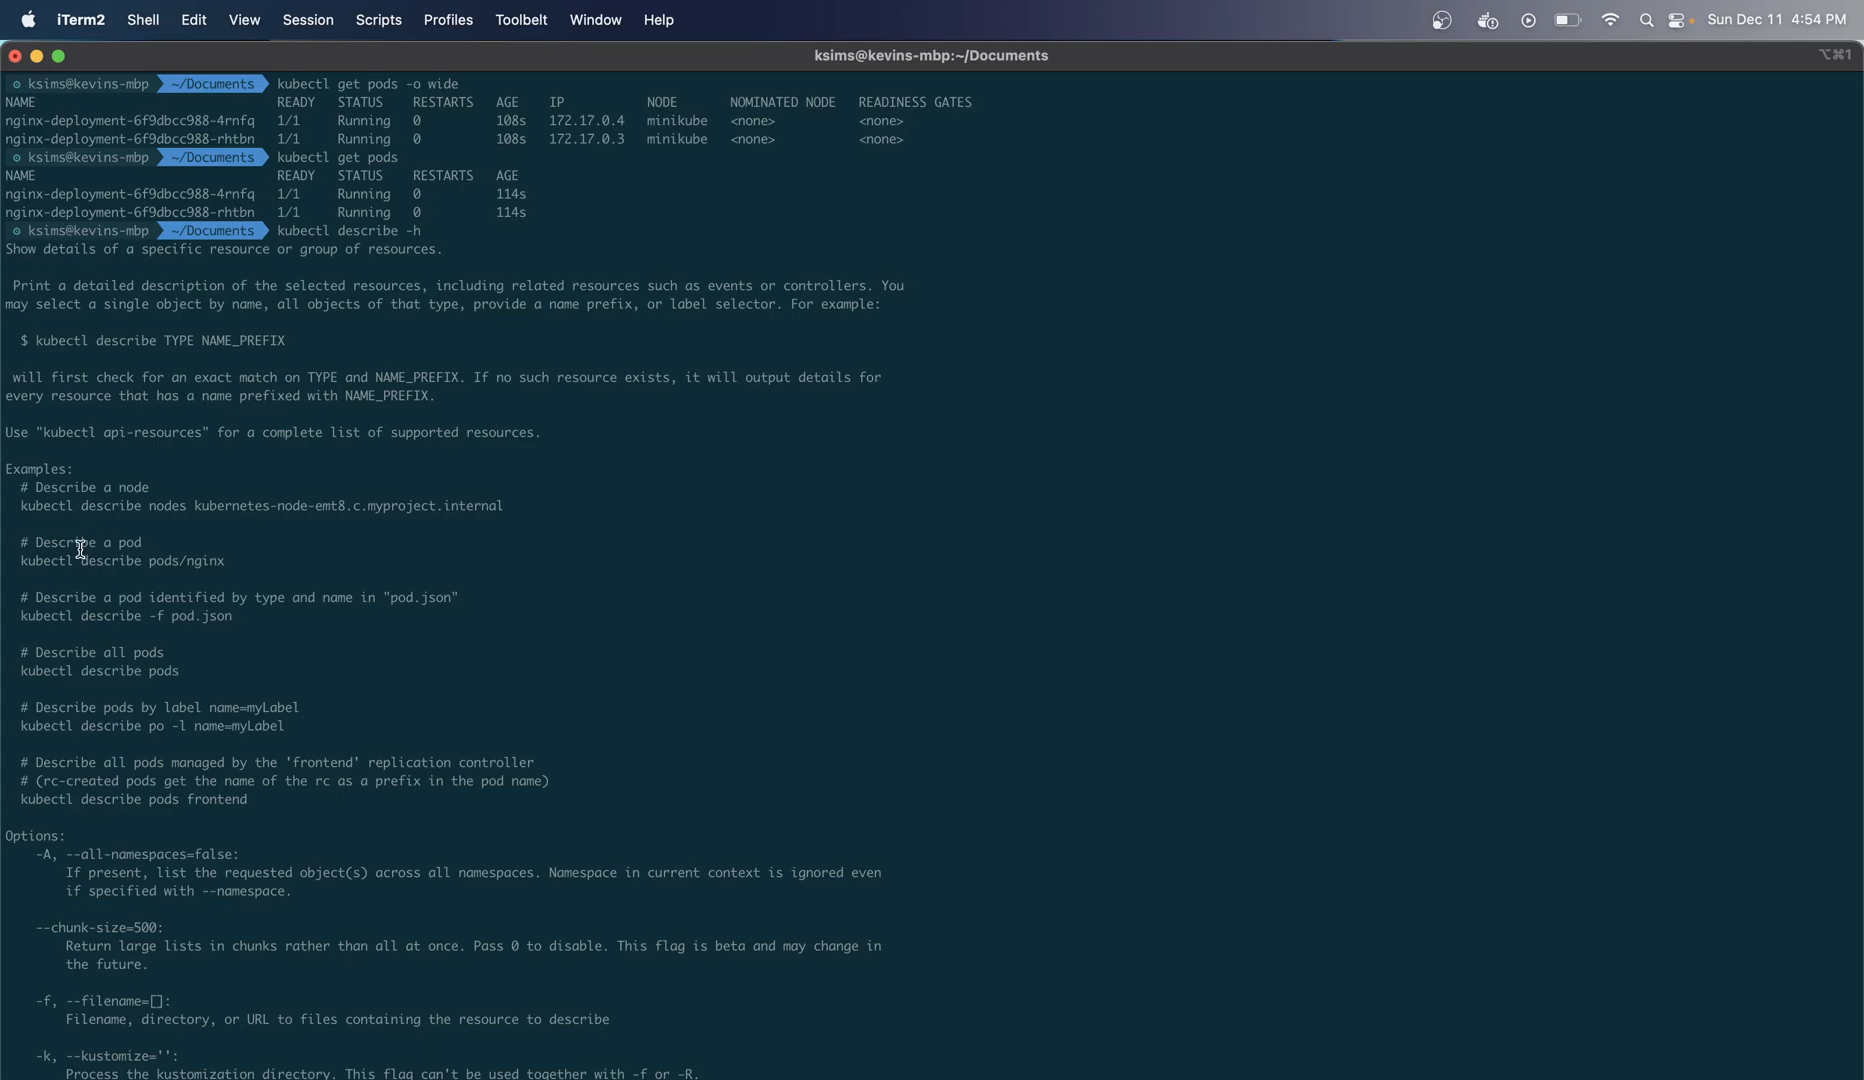 iTerm2 Shell Edit View Session Scripts Profiles Toolbelt Window Help Sun Dec 11 4:54 PM
ksims@kevins-mbp:~/Documents ⌥⌘1
ksims@kevins-mbp ~/Documents kubectl get pods -o wide
NAME READY STATUS RESTARTS AGE IP NODE NOMINATED NODE READINESS GATES
nginx-deployment-6f9dbcc988-4rnfq 1/1 Running 0 108s 172.17.0.4 minikube <none> <none>
nginx-deployment-6f9dbcc988-rhtbn 1/1 Running 0 108s 172.17.0.3 minikube <none> <none>
ksims@kevins-mbp ~/Documents kubectl get pods
NAME READY STATUS RESTARTS AGE
nginx-deployment-6f9dbcc988-4rnfq 1/1 Running 0 114s
nginx-deployment-6f9dbcc988-rhtbn 1/1 Running 0 114s
ksims@kevins-mbp ~/Documents kubectl describe -h
Show details of a specific resource or group of resources.
Print a detailed description of the selected resources, including related resources such as events or controllers. You
may select a single object by name, all objects of that type, provide a name prefix, or label selector. For example:
$ kubectl describe TYPE NAME_PREFIX
will first check for an exact match on TYPE and NAME_PREFIX. If no such resource exists, it will output details for
every resource that has a name prefixed with NAME_PREFIX.
Use "kubectl api-resources" for a complete list of supported resources.
Examples:
# Describe a node
kubectl describe nodes kubernetes-node-emt8.c.myproject.internal
# Describe a pod
kubectl describe pods/nginx
# Describe a pod identified by type and name in "pod.json"
kubectl describe -f pod.json
# Describe all pods
kubectl describe pods
# Describe pods by label name=myLabel
kubectl describe po -l name=myLabel
# Describe all pods managed by the 'frontend' replication controller
# (rc-created pods get the name of the rc as a prefix in the pod name)
kubectl describe pods frontend
Options:
-A, --all-namespaces=false:
If present, list the requested object(s) across all namespaces. Namespace in current context is ignored even
if specified with --namespace.
--chunk-size=500:
Return large lists in chunks rather than all at once. Pass 0 to disable. This flag is beta and may change in
the future.
-f, --filename=[]:
Filename, directory, or URL to files containing the resource to describe
-k, --kustomize='':
Process the kustomization directory. This flag can't be used together with -f or -R.